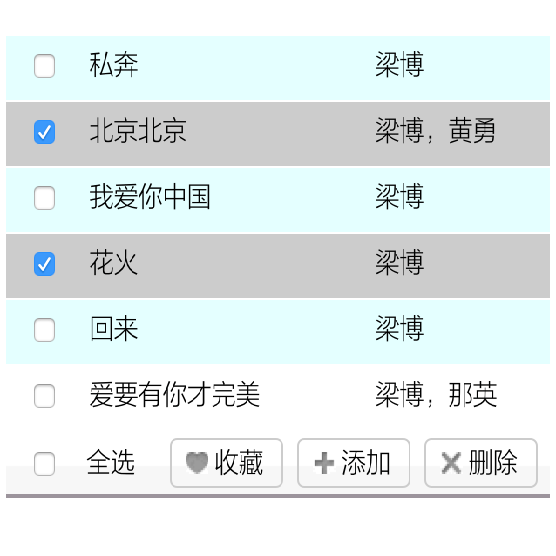 私奔 梁博
北京北京 梁博，黄勇
我爱你中国 梁博
花火 梁博
回来 梁博
爱要有你才完美 梁博，那英
全选 收藏 添加 删除